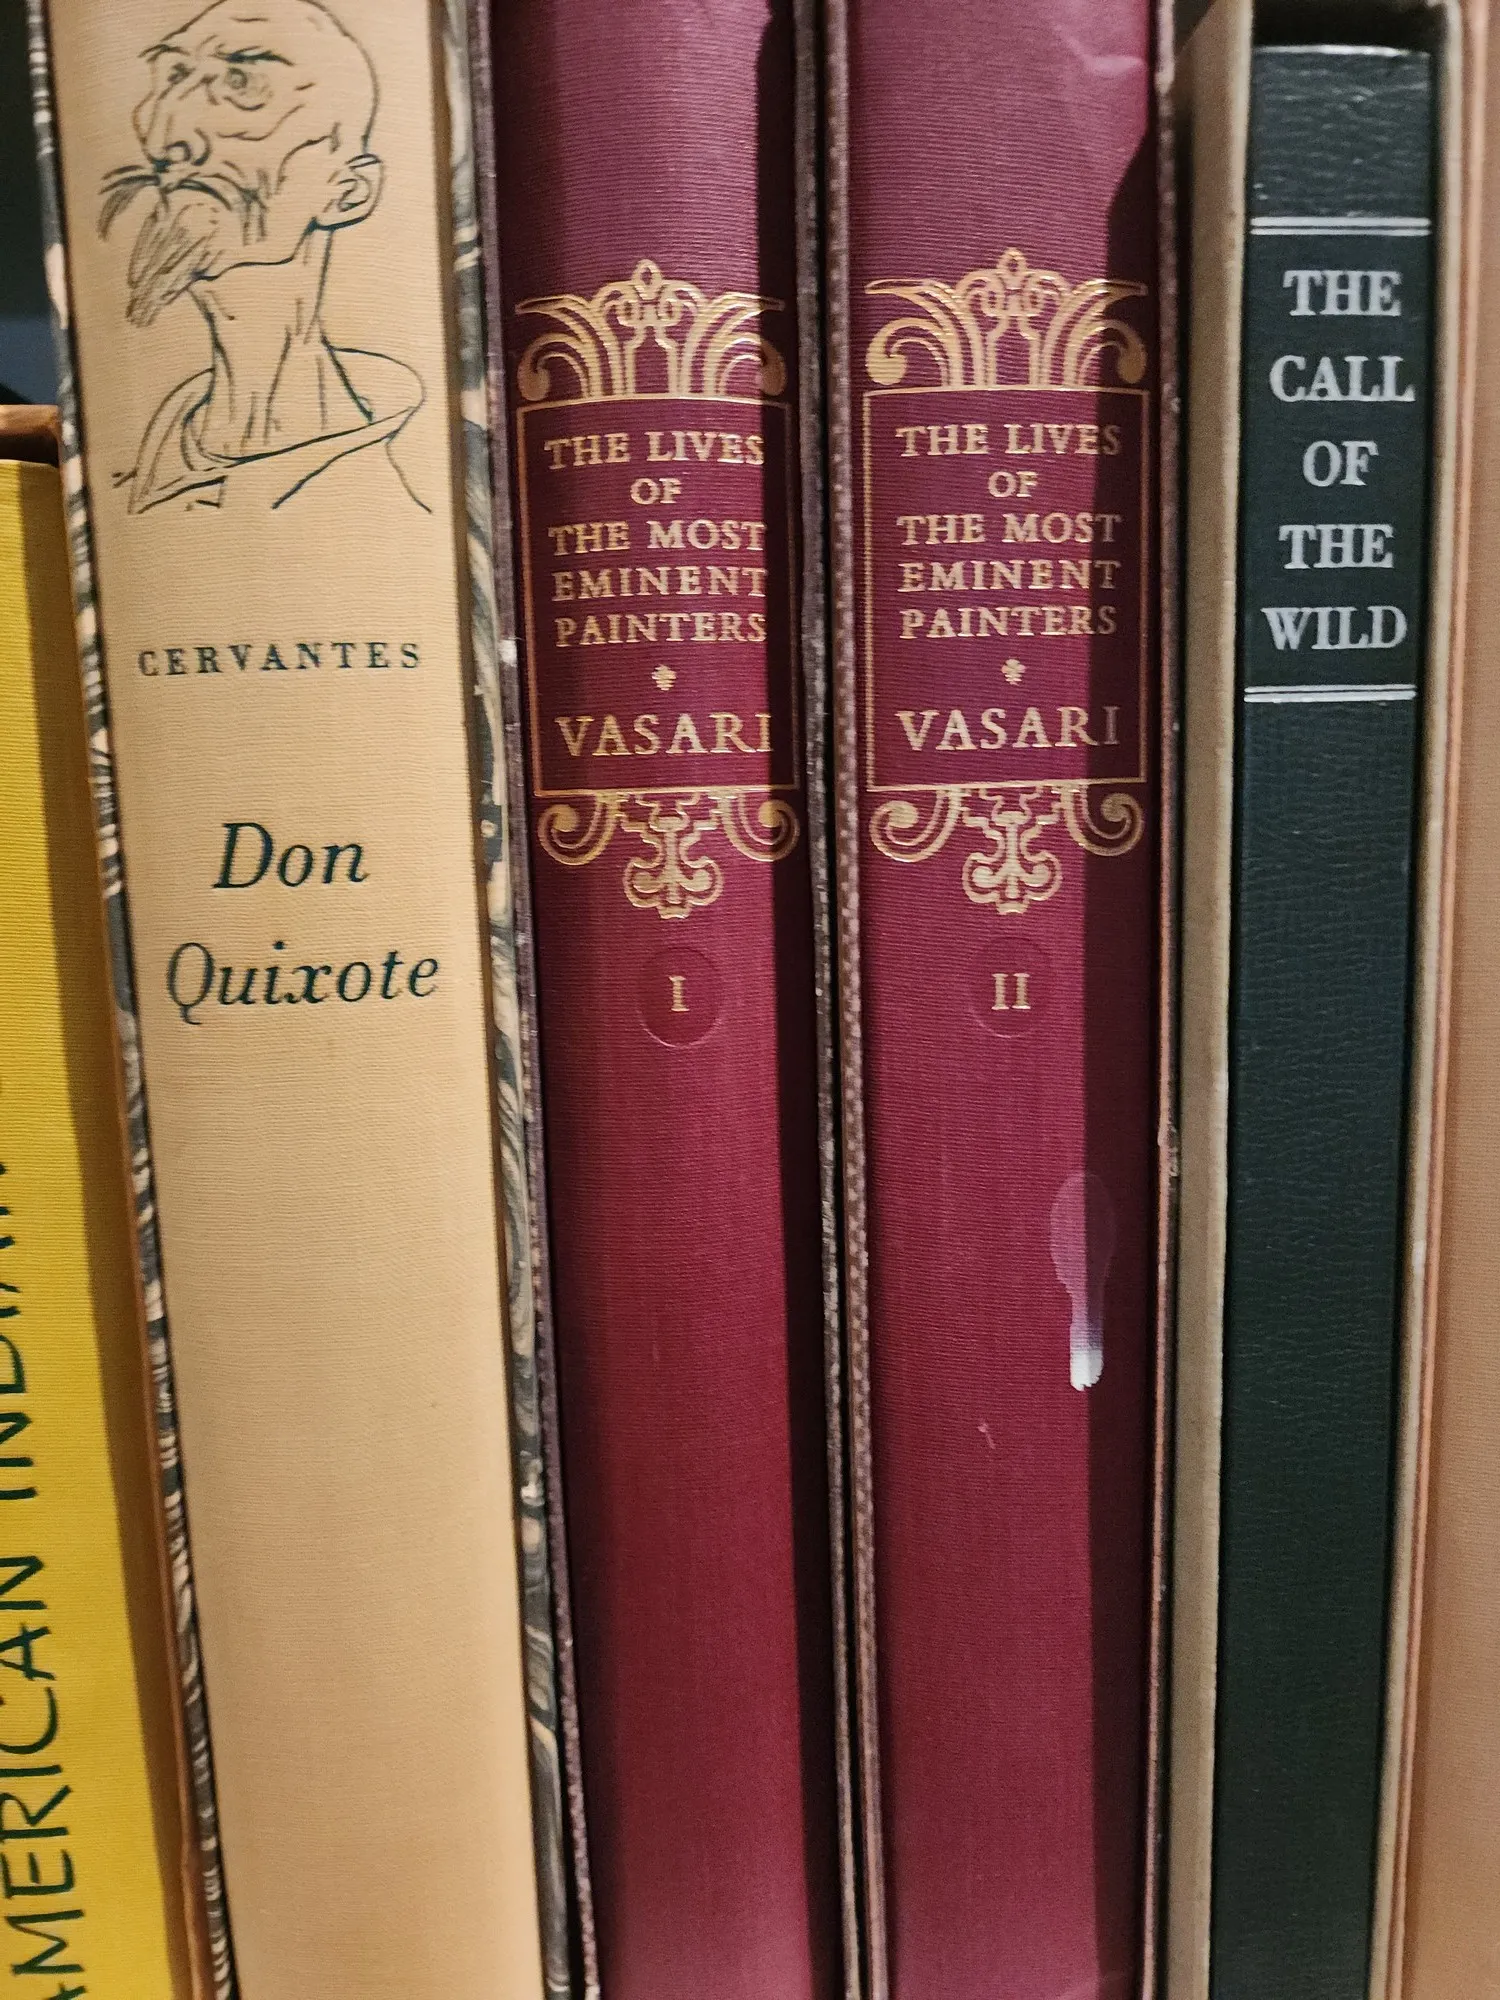 AMERICAN INDIAN
CERVANTES
Don
Quixote
THE LIVES
OF
THE MOST
EMINENT
PAINTERS
VASARI
I
THE LIVES
OF
THE MOST
EMINENT
PAINTERS
VASARI
II
THE
CALL
OF
THE
WILD